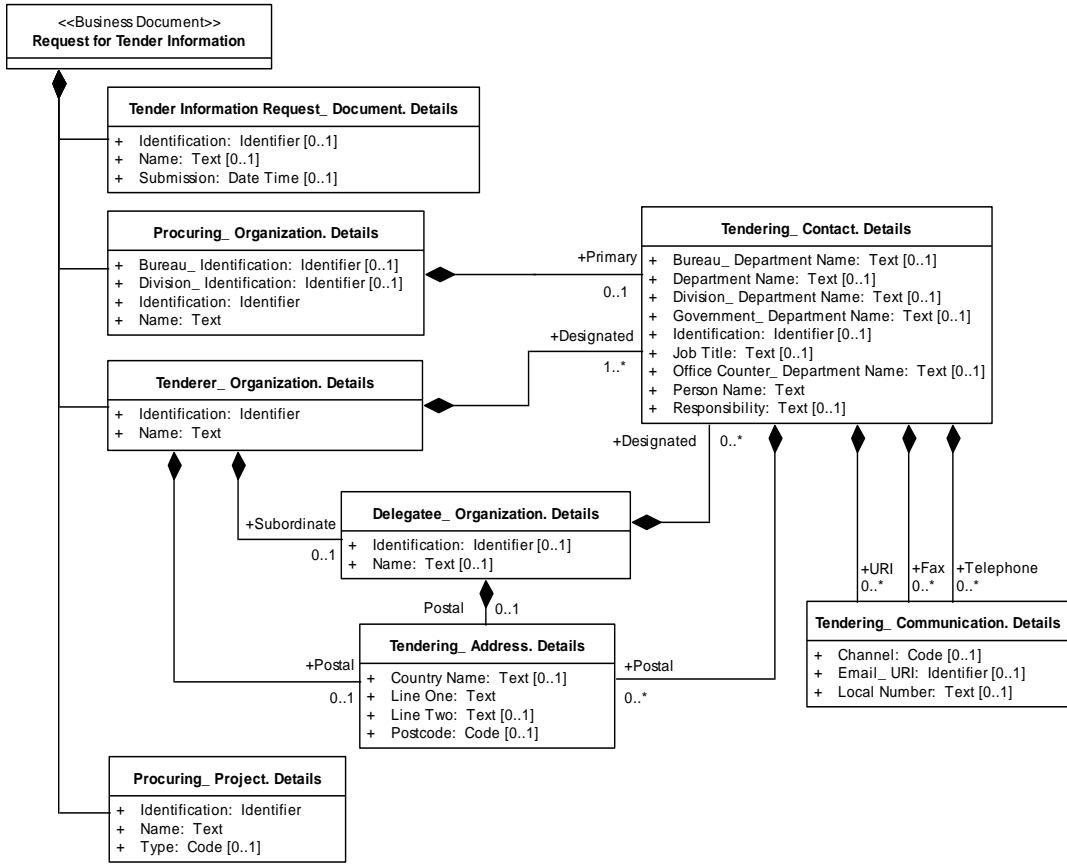 <<Business Document>>
Request for Tender Information
Tender Information Request_ Document. Details
+ Identification: Identifier [0..1]
+ Name: Text [0..1]
+ Submission: Date Time [0..1]
Procuring_ Organization. Details
+ Bureau_ Identification: Identifier [0..1]
+ Division_ Identification: Identifier [0..1]
+ Identification: Identifier
+ Name: Text
+Primary
0..1
Tendering_ Contact. Details
+ Bureau_ Department Name: Text [0..1]
+ Department Name: Text [0..1]
+ Division_ Department Name: Text [0..1]
+ Government_ Department Name: Text [0..1]
+ Identification: Identifier [0..1]
+ Job Title: Text [0..1]
+ Office Counter_ Department Name: Text [0..1]
+ Person Name: Text
+ Responsibility: Text [0..1]
+Designated
1..*
Tenderer_ Organization. Details
+ Identification: Identifier
+ Name: Text
+Designated 0..*
+Subordinate
0..1
Delegatee_ Organization. Details
+ Identification: Identifier [0..1]
+ Name: Text [0..1]
Postal 0..1
+URI
0..*
+Fax
0..*
+Telephone
0..*
Tendering_ Communication. Details
+ Channel: Code [0..1]
+ Email_ URI: Identifier [0..1]
+ Local Number: Text [0..1]
+Postal
0..1
Tendering_ Address. Details
+ Country Name: Text [0..1]
+ Line One: Text
+ Line Two: Text [0..1]
+ Postcode: Code [0..1]
+Postal
0..*
Procuring_ Project. Details
+ Identification: Identifier
+ Name: Text
+ Type: Code [0..1]